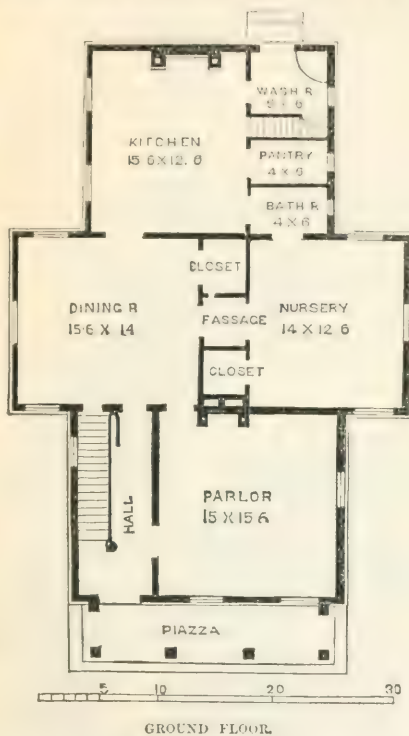 WASH R
KITCHEN
15.6 X 12.6
PANTRY
4 X 6
BATH R
4 X 6
CLOSET
DINING R
15·6 X 14
PASSAGE
NURSERY
14 X 12 6
CLOSET
PARLOR
15 X 15 6
HALL
PIAZZA
5 10 20 30
GROUND FLOOR.